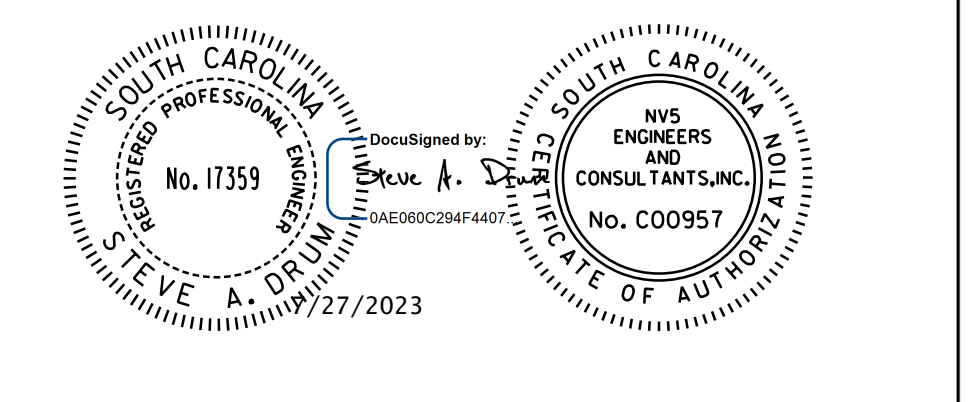 SOUTH CAROLINA
REGISTERED PROFESSIONAL ENGINEER
No. 17359
STEVE A. DRUM
DocuSigned by:
Steve A. Drum
0AE060C294F4407...
/27/2023
SOUTH CAROLINA
NV5
ENGINEERS
AND
CONSULTANTS,INC.
No. C00957
CERTIFICATE OF AUTHORIZATION